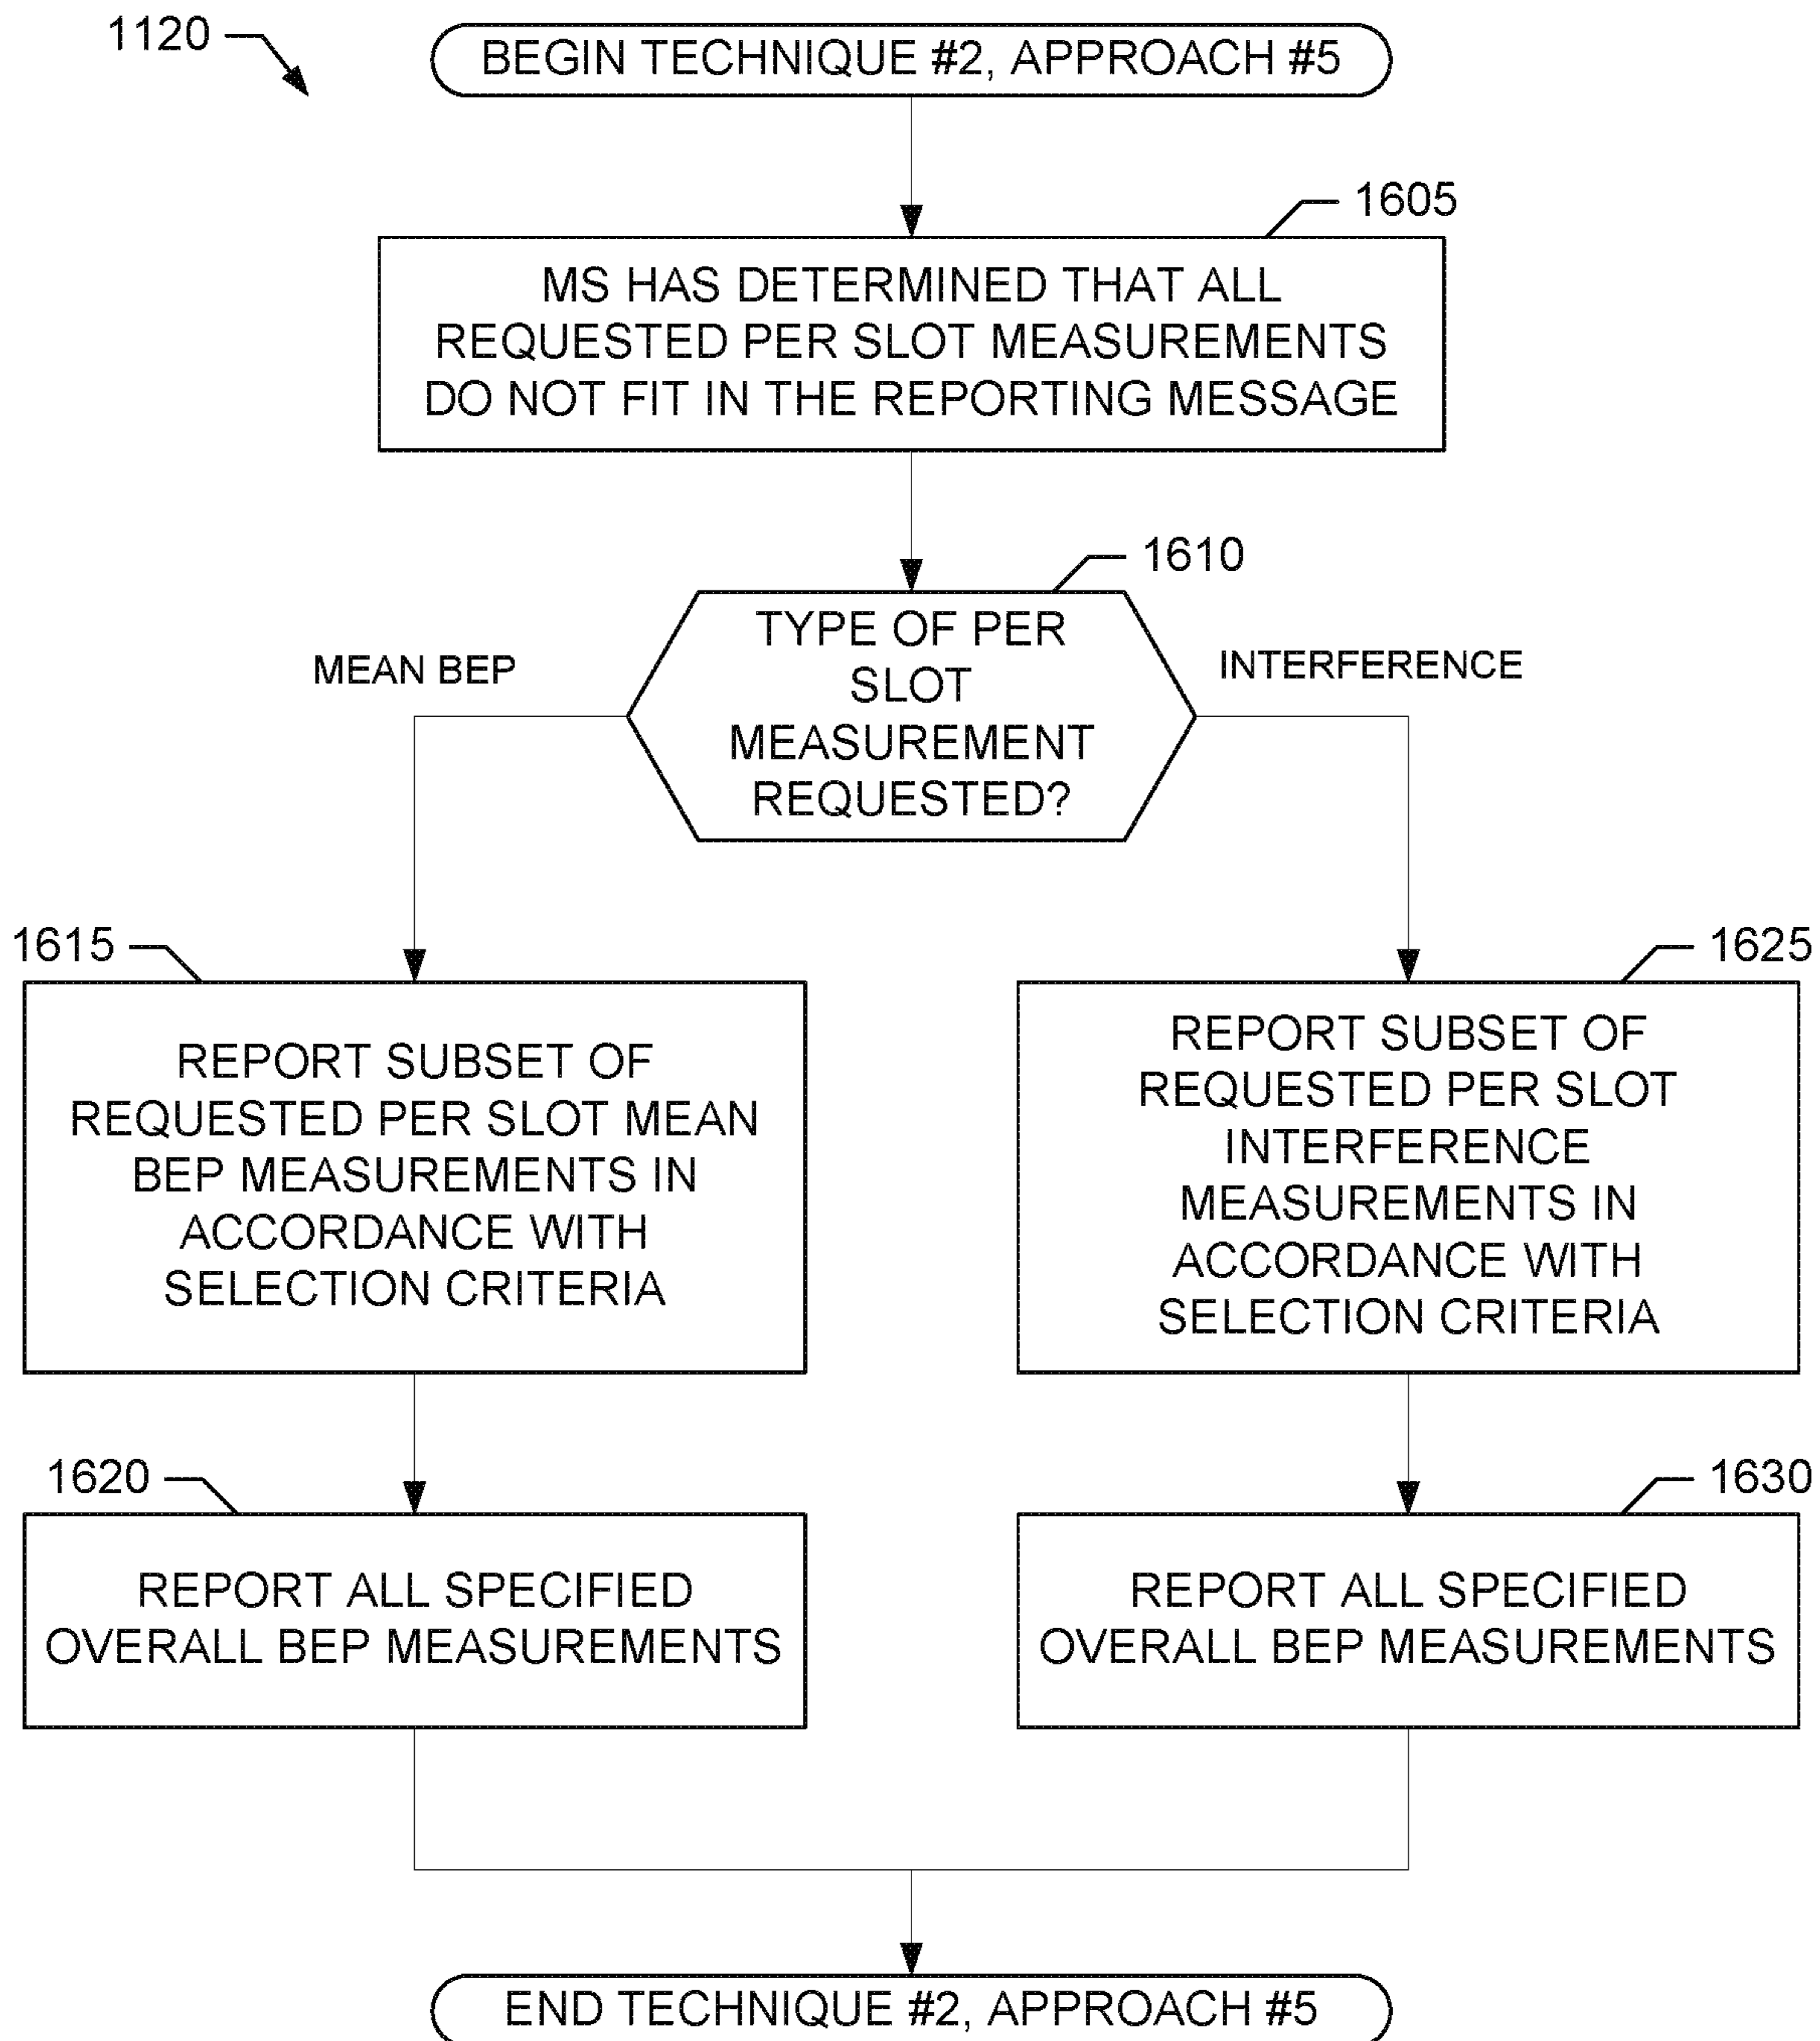 1120
BEGIN TECHNIQUE #2, APPROACH #5
1605
MS HAS DETERMINED THAT ALL
REQUESTED PER SLOT MEASUREMENTS
DO NOT FIT IN THE REPORTING MESSAGE
1610
TYPE OF PER
SLOT
MEASUREMENT
REQUESTED?
MEAN BEP
INTERFERENCE
1615
REPORT SUBSET OF
REQUESTED PER SLOT MEAN
BEP MEASUREMENTS IN
ACCORDANCE WITH
SELECTION CRITERIA
1625
REPORT SUBSET OF
REQUESTED PER SLOT
INTERFERENCE
MEASUREMENTS IN
ACCORDANCE WITH
SELECTION CRITERIA
1620
REPORT ALL SPECIFIED
OVERALL BEP MEASUREMENTS
1630
REPORT ALL SPECIFIED
OVERALL BEP MEASUREMENTS
END TECHNIQUE #2, APPROACH #5